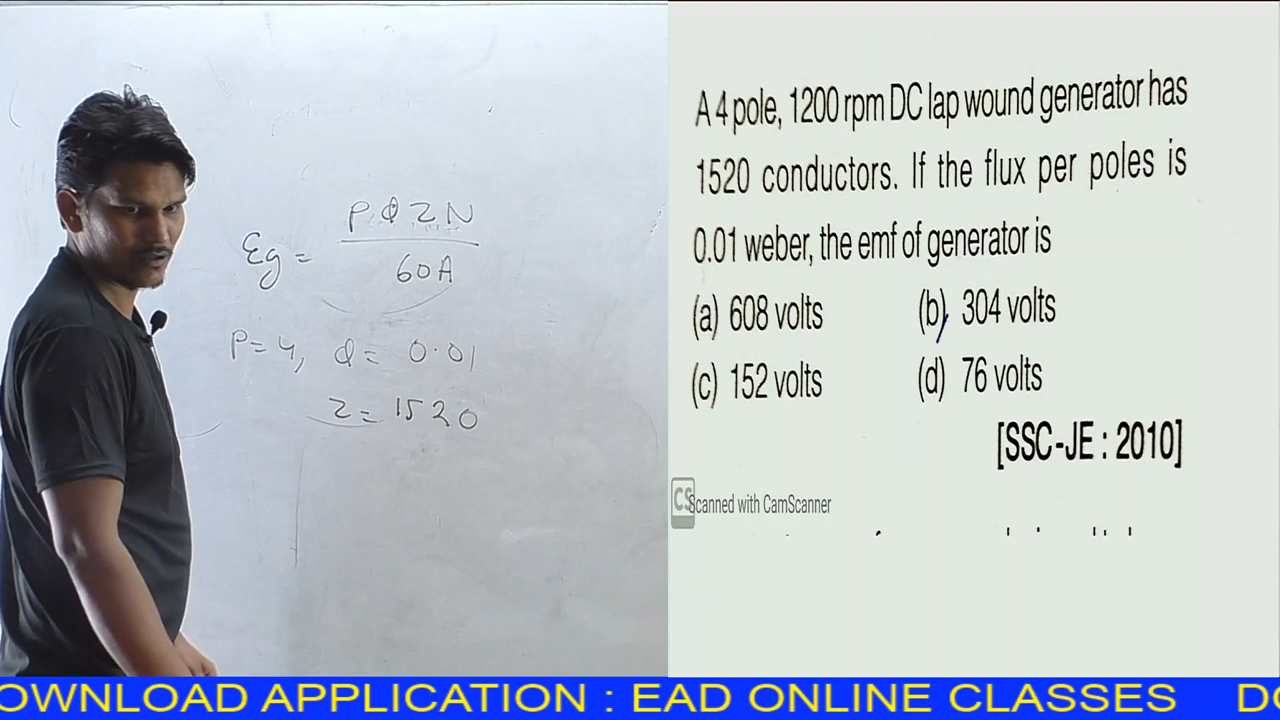 Eg = PΦZN
60A
P=4, Φ= 0.01
Z= 1520
A 4 pole, 1200 rpm DC lap wound generator has
1520 conductors. If the flux per poles is
0.01 weber, the emf of generator is
(a) 608 volts (b) 304 volts
(c) 152 volts (d) 76 volts
[SSC-JE : 2010]
CS Scanned with CamScanner
OWNLOAD APPLICATION : EAD ONLINE CLASSES DO